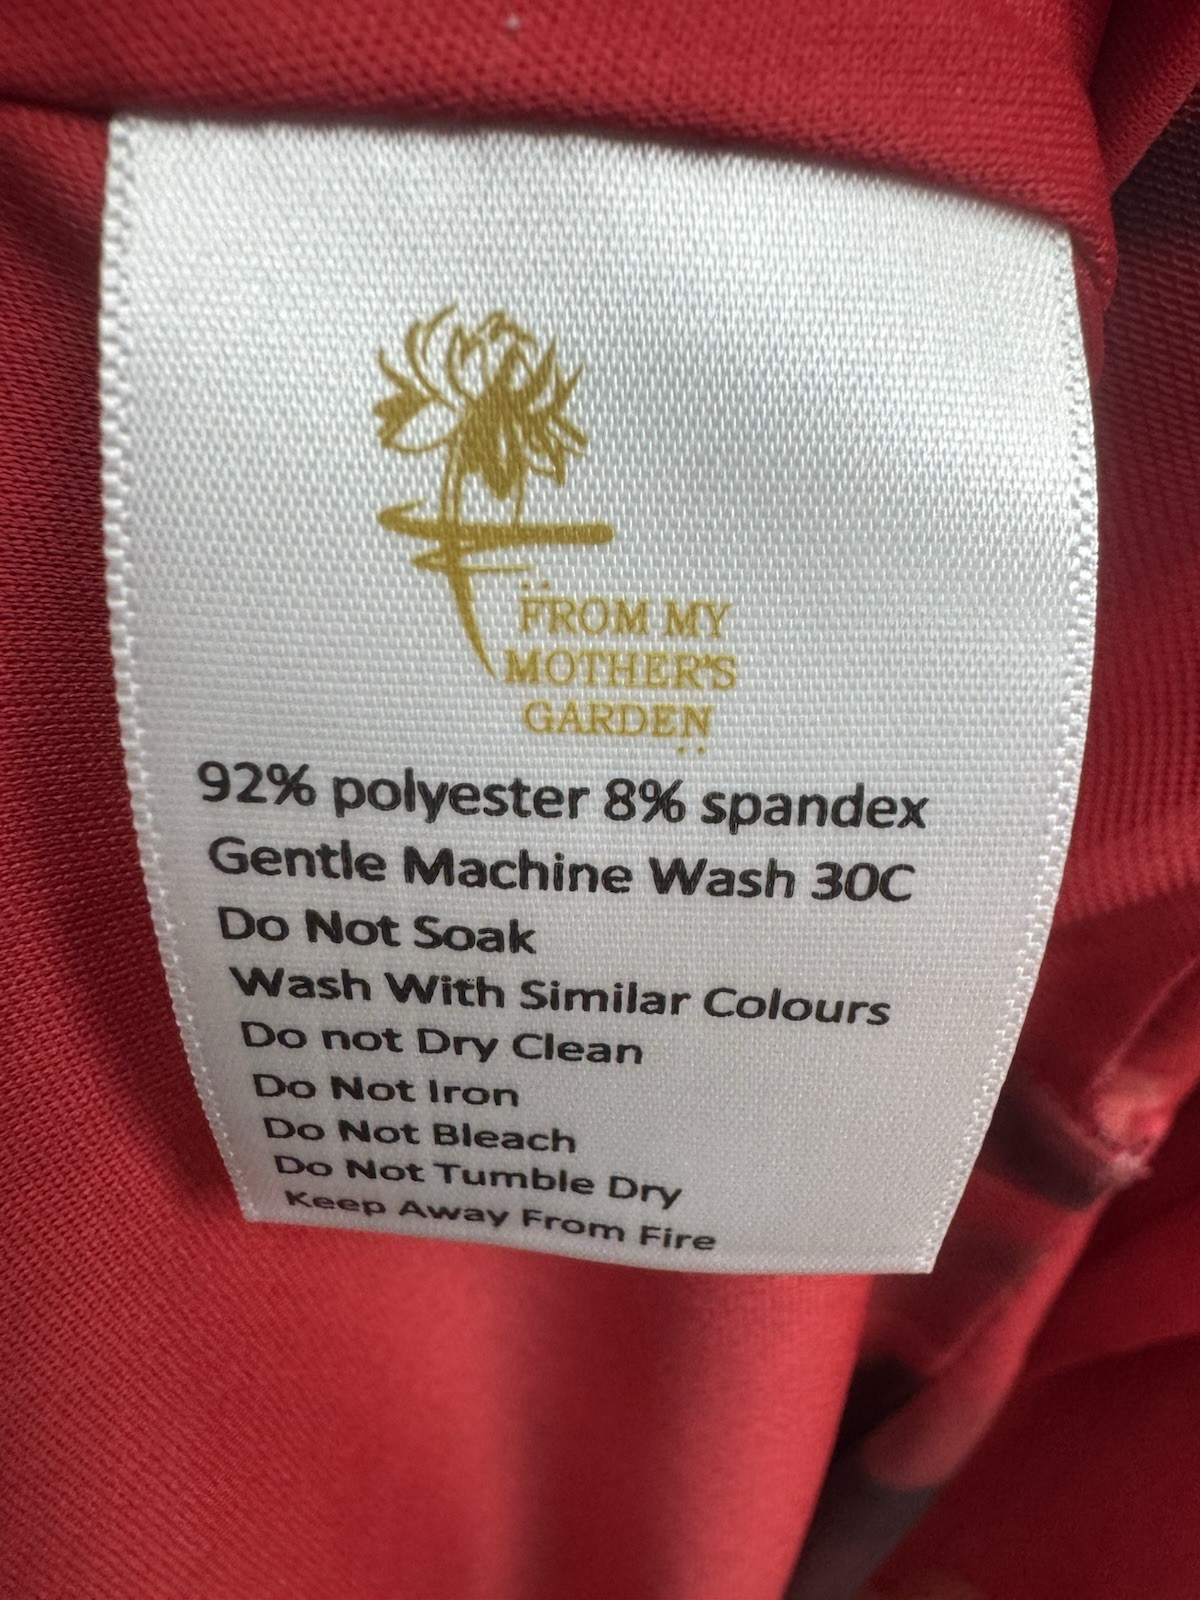 FROM MY
MOTHER'S
GARDEN
92% polyester 8% spandex
Gentle Machine Wash 30C
Do Not Soak
Wash With Similar Colours
Do not Dry Clean
Do Not Iron
Do Not Bleach
Do Not Tumble Dry
Keep Away From Fire